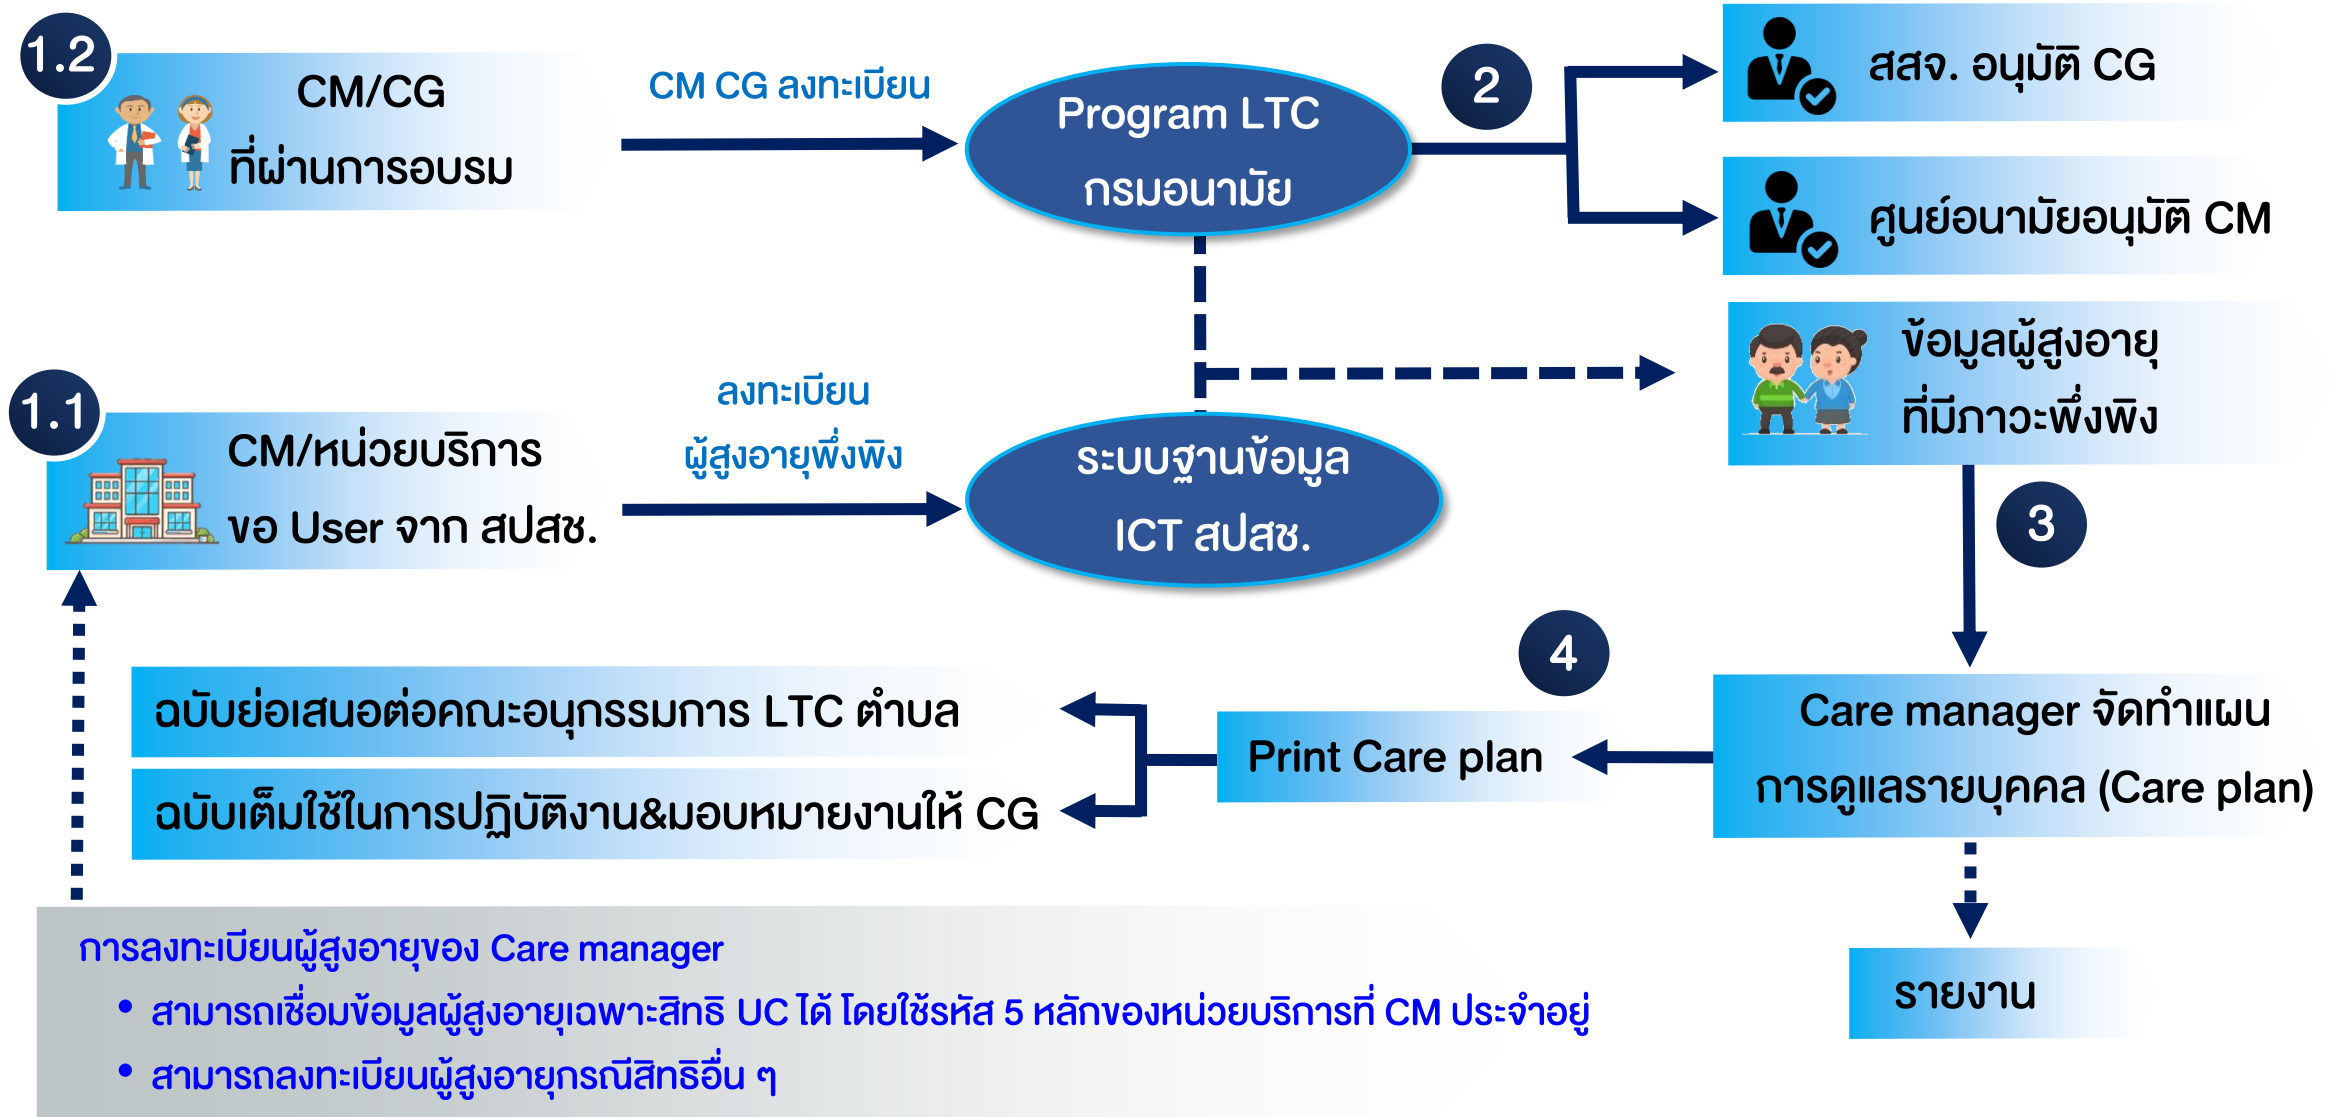 1.2
CM/CG
ที่ผ่านการอบรม
CM CG ลงทะเบียน
Program LTC
กรมอนามัย
2
สสจ. อนุมัติ CG
ศูนย์อนามัยอนุมัติ CM
ข้อมูลผู้สูงอายุ
ที่มีภาวะพึ่งพิง
1.1
CM/หน่วยบริการ
ขอ User จาก สปสช.
ลงทะเบียน
ผู้สูงอายุพึ่งพิง
ระบบฐานข้อมูล
ICT สปสช.
3
4
Care manager จัดทำแผน
การดูแลรายบุคคล (Care plan)
Print Care plan
ฉบับย่อเสนอต่อคณะอนุกรรมการ LTC ตำบล
ฉบับเต็มใช้ในการปฏิบัติงาน&มอบหมายงานให้ CG
รายงาน
การลงทะเบียนผู้สูงอายุของ Care manager
• สามารถเชื่อมข้อมูลผู้สูงอายุเฉพาะสิทธิ UC ได้ โดยใช้รหัส 5 หลักของหน่วยบริการที่ CM ประจำอยู่
• สามารถลงทะเบียนผู้สูงอายุกรณีสิทธิอื่น ๆ